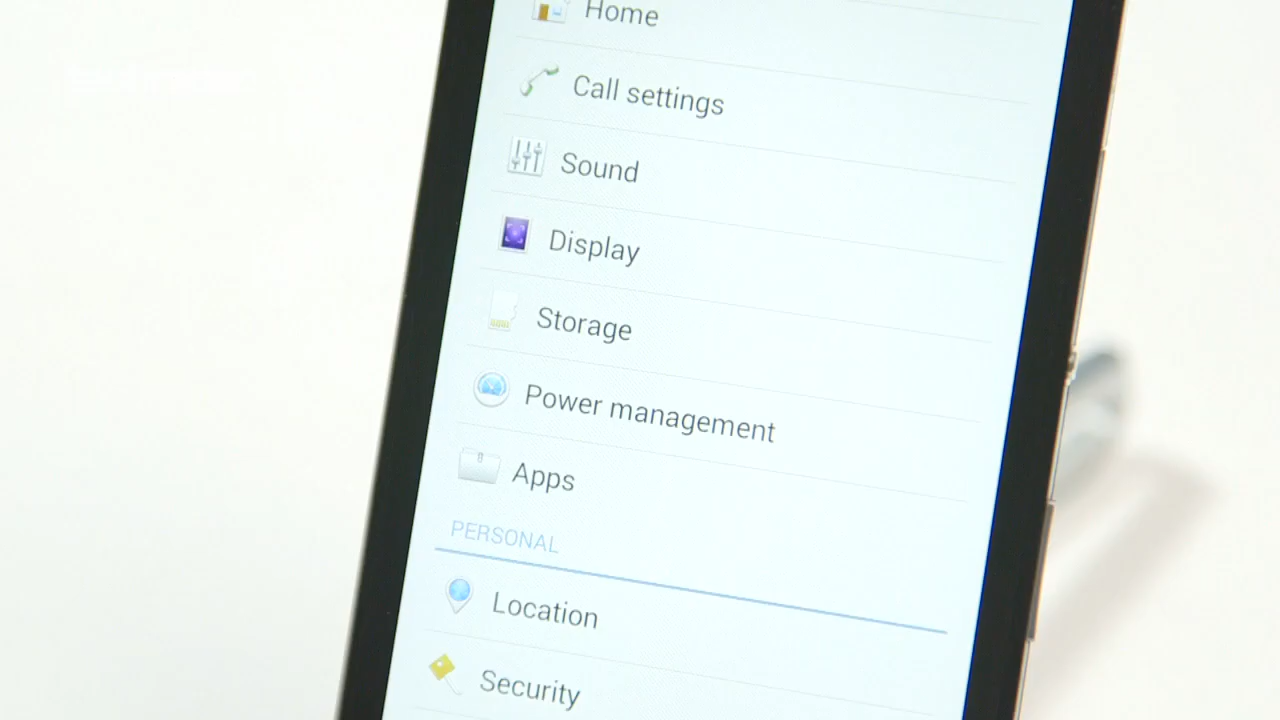 Home
Call settings
Sound
Display
Storage
Power management
Apps
PERSONAL
Location
Security